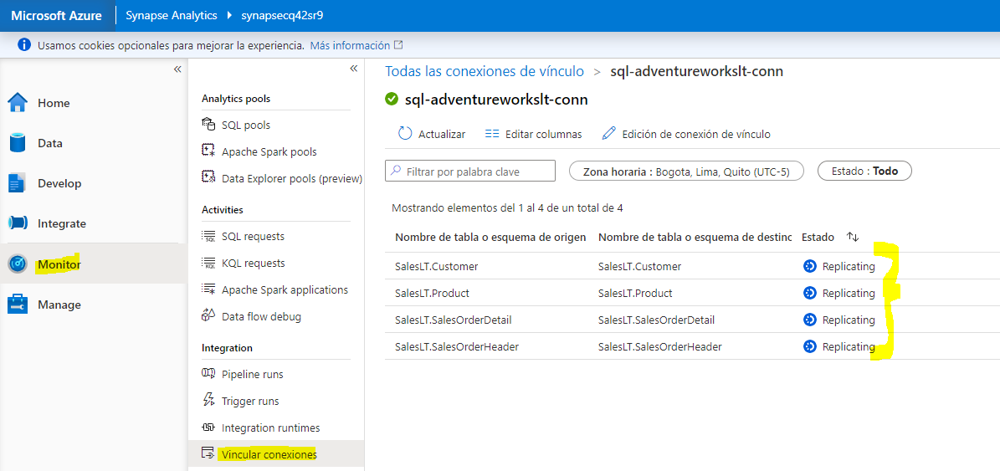 Microsoft Azure Synapse Analytics synapsecq42sr9
Usamos cookies opcionales para mejorar la experiencia. Más información
Home
Data
Develop
Integrate
Monitor
Manage
Analytics pools
SQL pools
Apache Spark pools
Data Explorer pools (preview)
Activities
SQL requests
KQL requests
Apache Spark applications
Data flow debug
Integration
Pipeline runs
Trigger runs
Integration runtimes
Vincular conexiones
Todas las conexiones de vínculo > sql-adventureworkslt-conn
sql-adventureworkslt-conn
Actualizar Editar columnas Edición de conexión de vínculo
Filtrar por palabra clave Zona horaria : Bogota, Lima, Quito (UTC-5) Estado : Todo
Mostrando elementos del 1 al 4 de un total de 4
Nombre de tabla o esquema de origen Nombre de tabla o esquema de destinc Estado
SalesLT.Customer SalesLT.Customer Replicating
SalesLT.Product SalesLT.Product Replicating
SalesLT.SalesOrderDetail SalesLT.SalesOrderDetail Replicating
SalesLT.SalesOrderHeader SalesLT.SalesOrderHeader Replicating